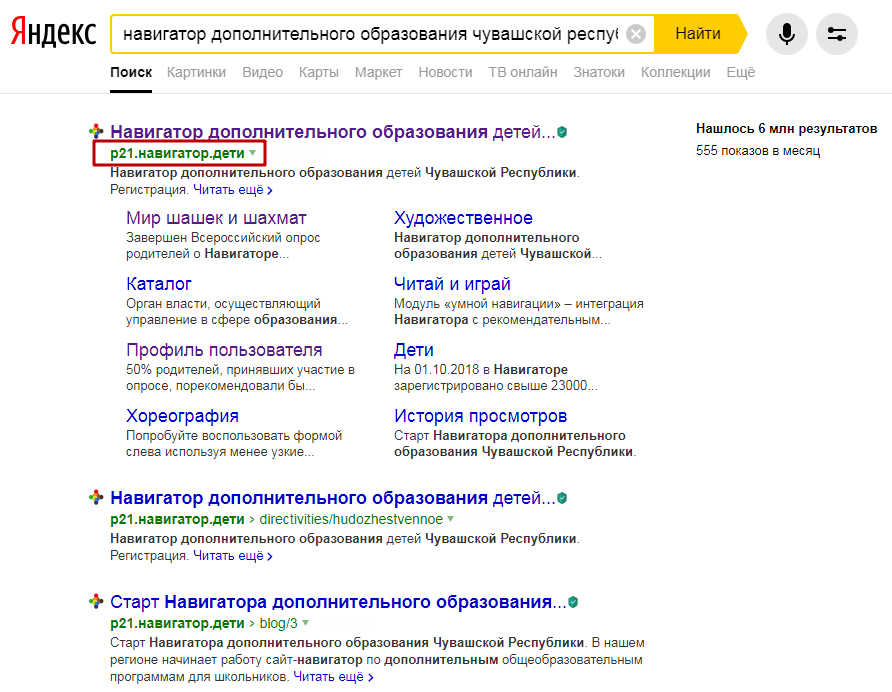 Яндекс
навигатор дополнительного образования чувашской респуб
Найти
Поиск Картинки Видео Карты Маркет Новости ТВ онлайн Знатоки Коллекции Ещё
Навигатор дополнительного образования детей...
р21.навигатор.дети
Навигатор дополнительного образования детей Чувашской Республики.
Регистрация. Читать ещё >
Нашлось 6 млн результатов
555 показов в месяц
Мир шашек и шахмат
Завершен Всероссийский опрос
родителей о Навигаторе...
Художественное
Навигатор дополнительного
образования детей Чувашской...
Каталог
Орган власти, осуществляющий
управление в сфере образования...
Читай и играй
Модуль «умной навигации» – интеграция
Навигатора с рекомендательным...
Профиль пользователя
50% родителей, принявших участие в
опросе, порекомендовали бы...
Дети
На 01.10.2018 в Навигаторе
зарегистрировано свыше 23000...
Хореография
Попробуйте воспользовать формой
слева используя менее узкие...
История просмотров
Старт Навигатора дополнительного
образования Чувашской Республики.
Навигатор дополнительного образования детей...
р21.навигатор.дети > directivities/hudozhestvennoe
Навигатор дополнительного образования детей Чувашской Республики.
Регистрация. Читать ещё >
Старт Навигатора дополнительного образования...
р21.навигатор.дети > blog/3
Старт Навигатора дополнительного образования Чувашской Республики. В нашем
регионе начинает работу сайт-навигатор по дополнительным общеобразовательным
программам для школьников. Читать ещё >